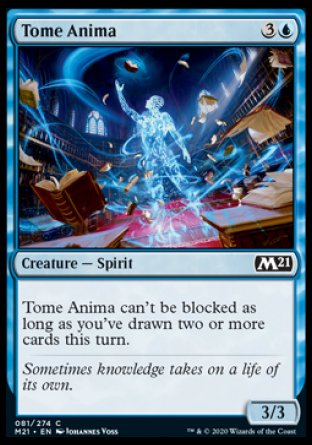 Tome Anima 3
Creature — Spirit M21
Tome Anima can't be blocked as
long as you've drawn two or more
cards this turn.
Sometimes knowledge takes on a life of
its own.
3/3
081/274 C
M21 • EN Johannes Voss ™ & © 2020 Wizards of the Coast